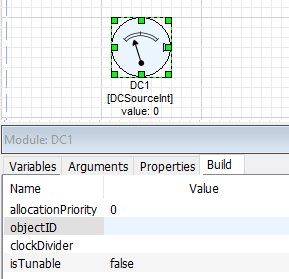 DC1
[DCSourceInt]
value: 0
Module: DC1
Variables Arguments Properties Build
Name Value
allocationPriority 0
objectID
clockDivider
isTunable false